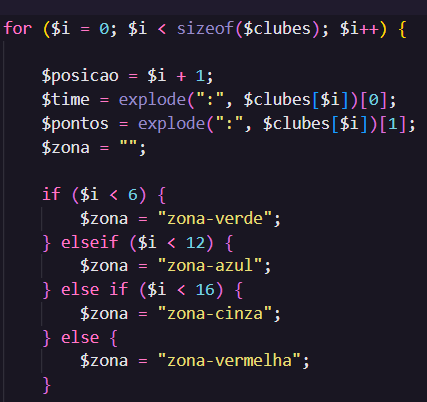 for ($i = 0; $i < sizeof($clubes); $i++) {
$posicao = $i + 1;
$time = explode(":", $clubes[$i])[0];
$pontos = explode(":", $clubes[$i])[1];
$zona = "";
if ($i < 6) {
$zona = "zona-verde";
} elseif ($i < 12) {
$zona = "zona-azul";
} else if ($i < 16) {
$zona = "zona-cinza";
} else {
$zona = "zona-vermelha";
}